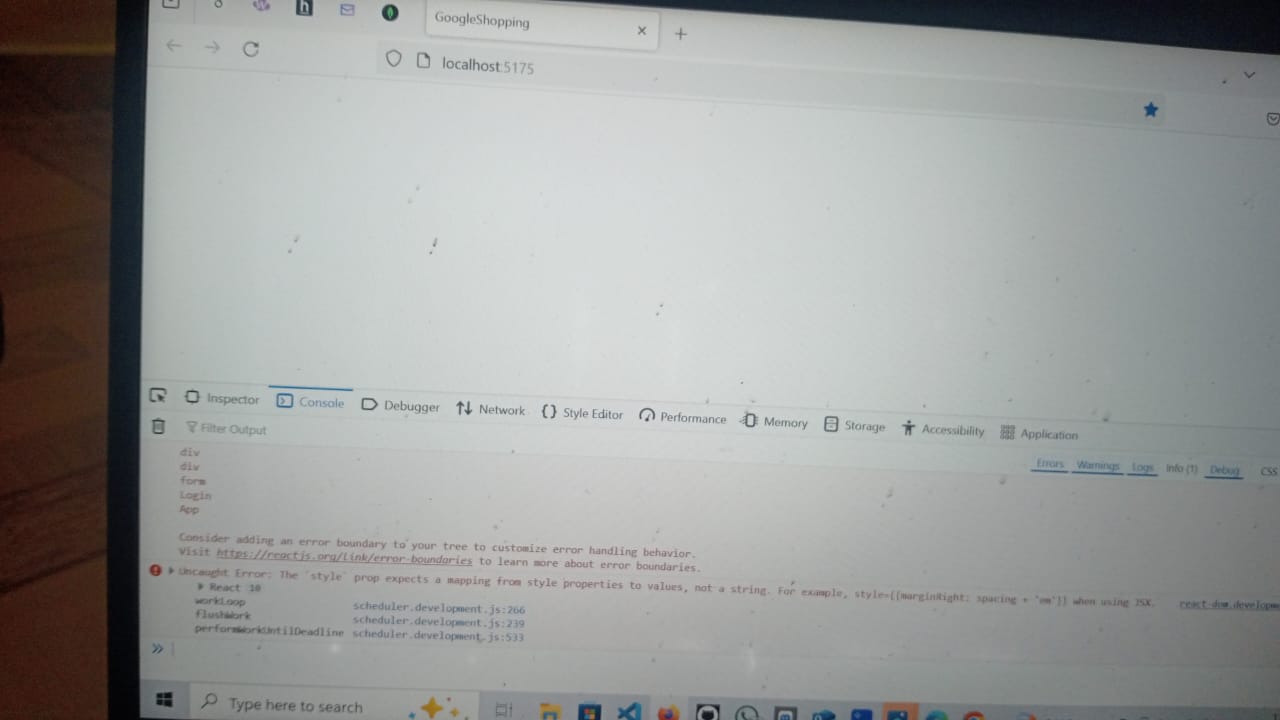 GoogleShopping
localhost:5175
Inspector Console Debugger Network Style Editor Performance Memory Storage Accessibility Application
Filter Output
Errors Warnings Logs Info (1) Debug CSS
div
div
form
Login
App
Consider adding an error boundary to your tree to customize error handling behavior.
Visit https://reactjs.org/link/error-boundaries to learn more about error boundaries.
Uncaught Error: The `style` prop expects a mapping from style properties to values, not a string. For example, style={{marginRight: spacing + 'em'}} when using JSX. react-dom.developm
React 10
workLoop scheduler.development.js:266
flushWork scheduler.development.js:239
performWorkUntilDeadline scheduler.development.js:533
Type here to search